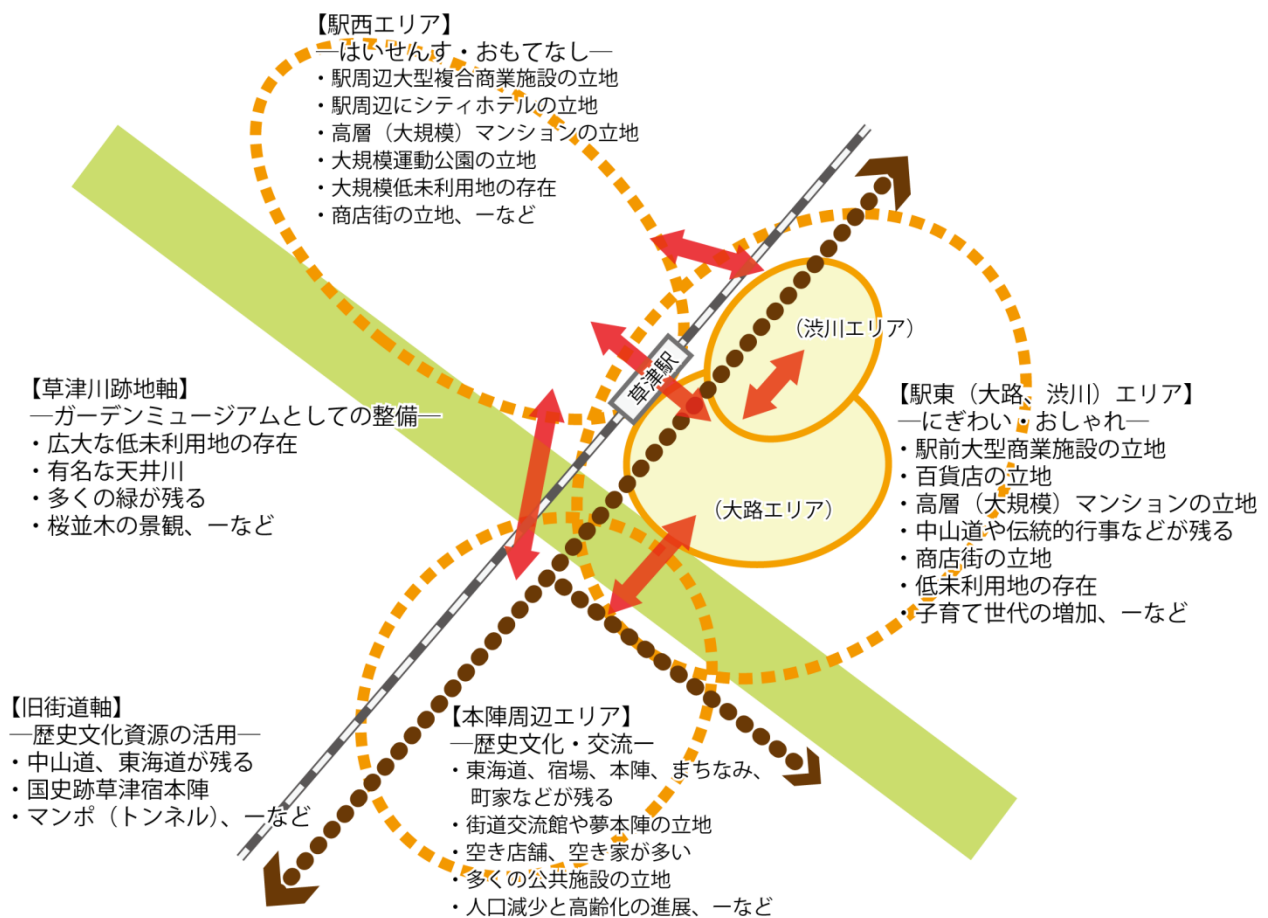 【駅西エリア】
―はいせんす・おもてなし―
・駅周辺大型複合商業施設の立地
・駅周辺にシティホテルの立地
・高層（大規模）マンションの立地
・大規模運動公園の立地
・大規模低未利用地の存在
・商店街の立地、ーなど
（渋川エリア）
草津駅
（大路エリア）
【草津川跡地軸】
―ガーデンミュージアムとしての整備―
・広大な低未利用地の存在
・有名な天井川
・多くの緑が残る
・桜並木の景観、ーなど
【駅東（大路、渋川）エリア】
―にぎわい・おしゃれ―
・駅前大型商業施設の立地
・百貨店の立地
・高層（大規模）マンションの立地
・中山道や伝統的行事などが残る
・商店街の立地
・低未利用地の存在
・子育て世代の増加、ーなど
【旧街道軸】
―歴史文化資源の活用―
・中山道、東海道が残る
・国史跡草津宿本陣
・マンポ（トンネル）、ーなど
【本陣周辺エリア】
―歴史文化・交流ー
・東海道、宿場、本陣、まちなみ、
町家などが残る
・街道交流館や夢本陣の立地
・空き店舗、空き家が多い
・多くの公共施設の立地
・人口減少と高齢化の進展、ーなど